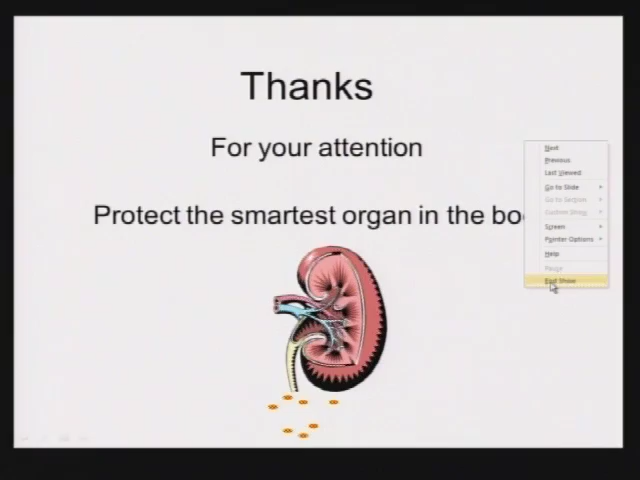 Thanks
For your attention
Protect the smartest organ in the bo
Next
Previous
Last Viewed
Go to Slide
Go to Section
Custom Show
Screen
Pointer Options
Help
Pause
End Show